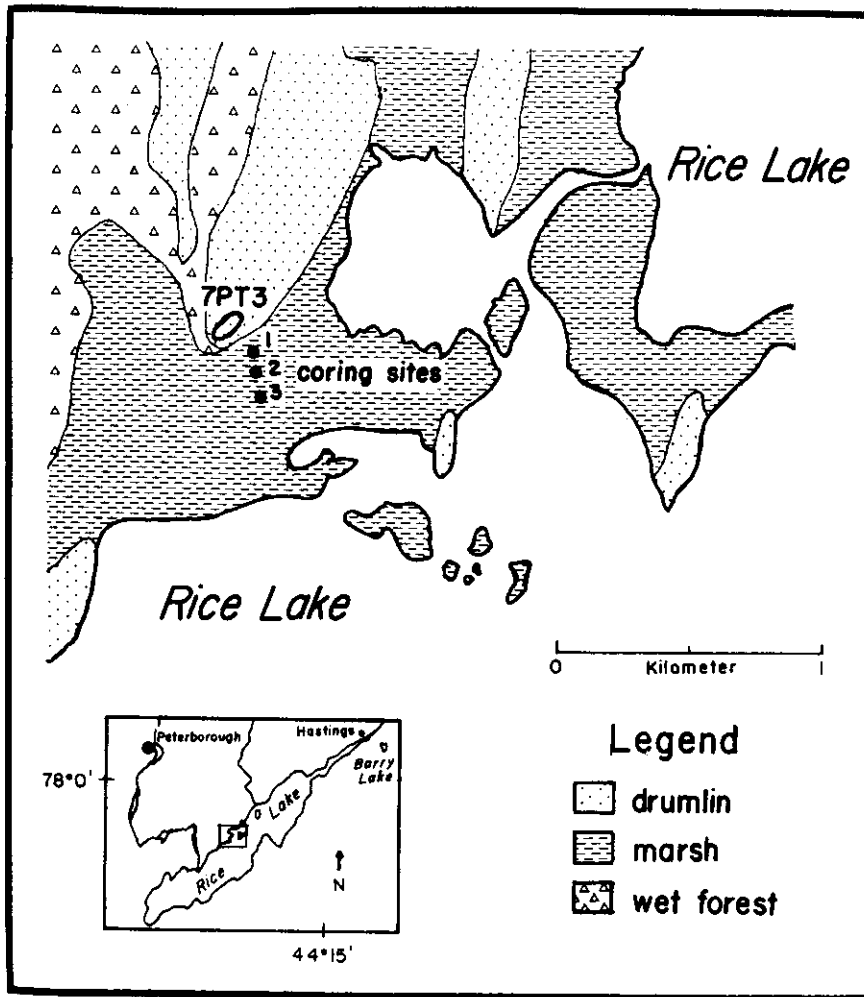 Rice Lake
7PT3
1
2 coring sites
3
Rice Lake
0 Kilometer 1
Peterborough
Hastings
Barry
Lake
78°0'
Lake
Rice
N
44°15'
Legend
drumlin
marsh
wet forest